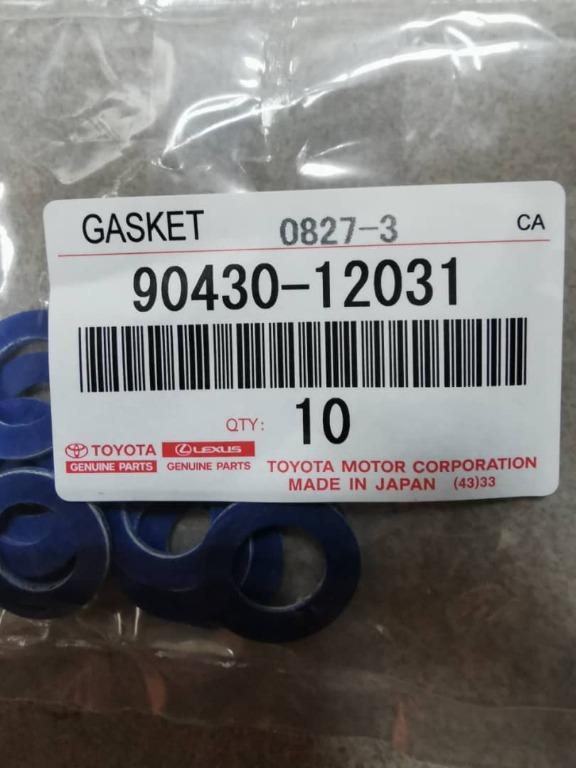 GASKET 0827-3 CA
90430-12031
QTY: 10
TOYOTA LEXUS
GENUINE PARTS GENUINE PARTS TOYOTA MOTOR CORPORATION
MADE IN JAPAN (43)33